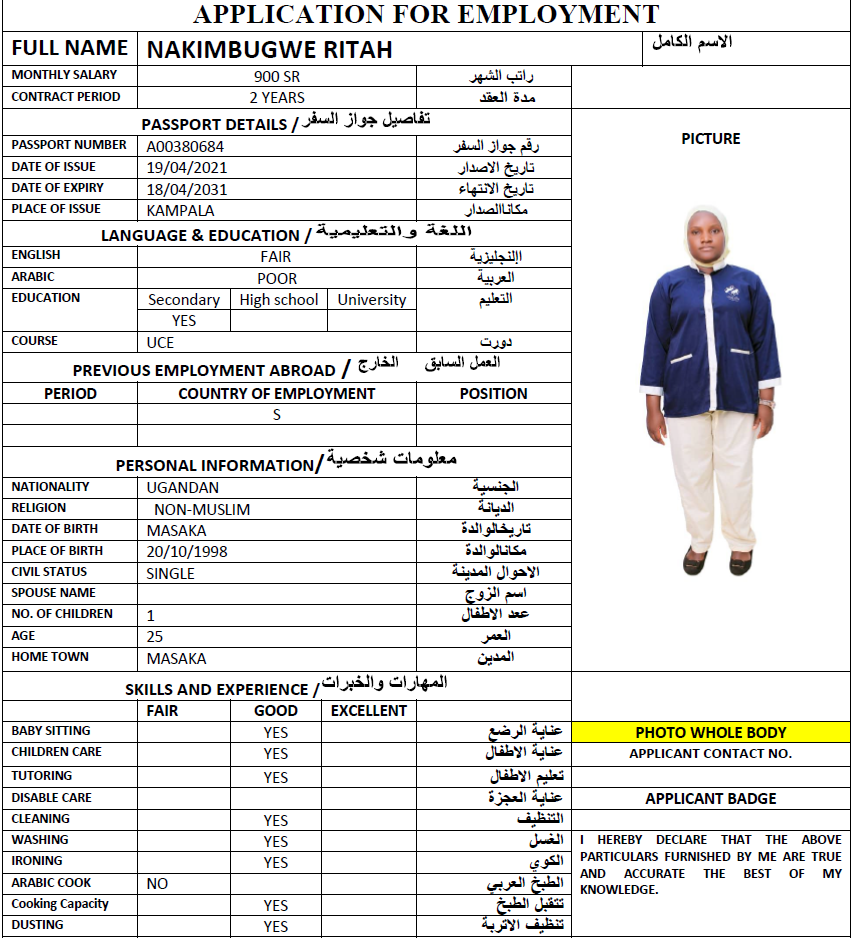 APPLICATION FOR EMPLOYMENT
FULL NAME NAKIMBUGWE RITAH الاسم الكامل
MONTHLY SALARY 900 SR راتب الشهر
CONTRACT PERIOD 2 YEARS مدة العقد
PASSPORT DETAILS / تفاصيل جواز السفر
PICTURE
PASSPORT NUMBER A00380684 رقم جواز السفر
DATE OF ISSUE 19/04/2021 تاريخ الاصدار
DATE OF EXPIRY 18/04/2031 تاريخ الانتهاء
PLACE OF ISSUE KAMPALA مكاناالصدار
LANGUAGE & EDUCATION / اللغة والتعليمية
ENGLISH FAIR اإلنجليزية
ARABIC POOR العربية
EDUCATION Secondary High school University التعليم
YES
COURSE UCE دورت
PREVIOUS EMPLOYMENT ABROAD / العمل السابق الخارج
PERIOD COUNTRY OF EMPLOYMENT POSITION
S
PERSONAL INFORMATION/ معلومات شخصية
NATIONALITY UGANDAN الجنسية
RELIGION NON-MUSLIM الديانة
DATE OF BIRTH MASAKA تاريخالوالدة
PLACE OF BIRTH 20/10/1998 مكانالوالدة
CIVIL STATUS SINGLE الاحوال المدينة
SPOUSE NAME اسم الزوج
NO. OF CHILDREN 1 عدد الاطفال
AGE 25 العمر
HOME TOWN MASAKA المدين
SKILLS AND EXPERIENCE / المهارات والخبرات
FAIR GOOD EXCELLENT
BABY SITTING YES عناية الرضع PHOTO WHOLE BODY
CHILDREN CARE YES عناية الاطفال APPLICANT CONTACT NO.
TUTORING YES تعليم الاطفال
DISABLE CARE عناية العجزة APPLICANT BADGE
CLEANING YES التنظيف
WASHING YES الغسل
IRONING YES الكوي
ARABIC COOK NO الطبخ العربي
Cooking Capacity YES تتقبل الطبخ
DUSTING YES تنظيف الاتربة
I HEREBY DECLARE THAT THE ABOVE
PARTICULARS FURNISHED BY ME ARE TRUE
AND ACCURATE THE BEST OF MY
KNOWLEDGE.